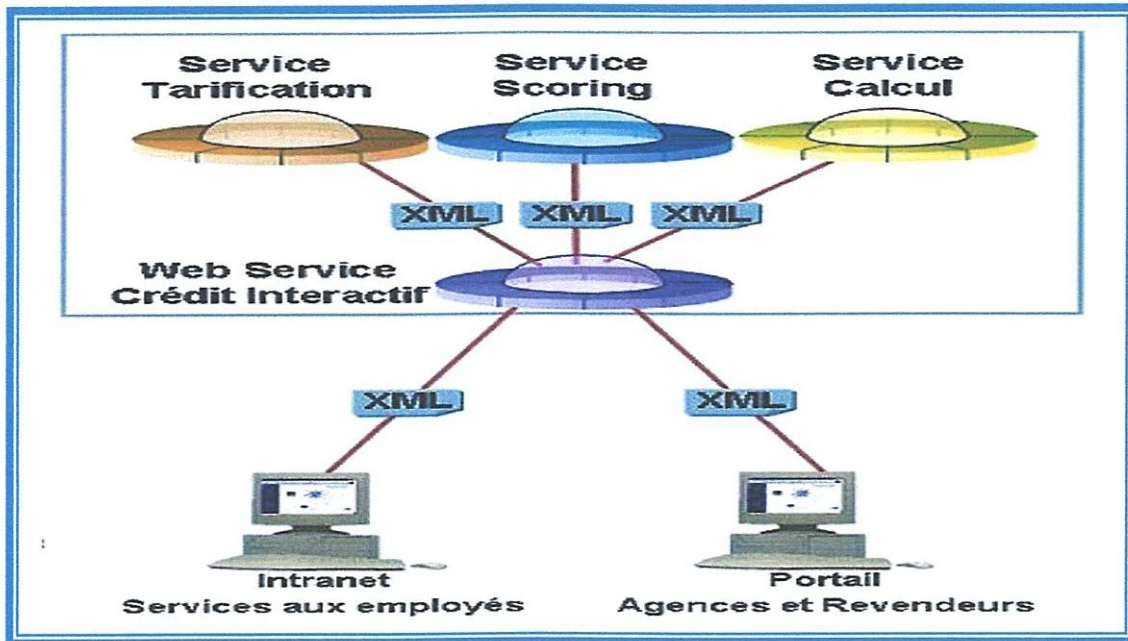 Service
Tarification
Service
Scoring
Service
Calcul
XML
XML
XML
Web Service
Crédit Interactif
XML
XML
Intranet
Services aux employés
Portail
Agences et Revendeurs